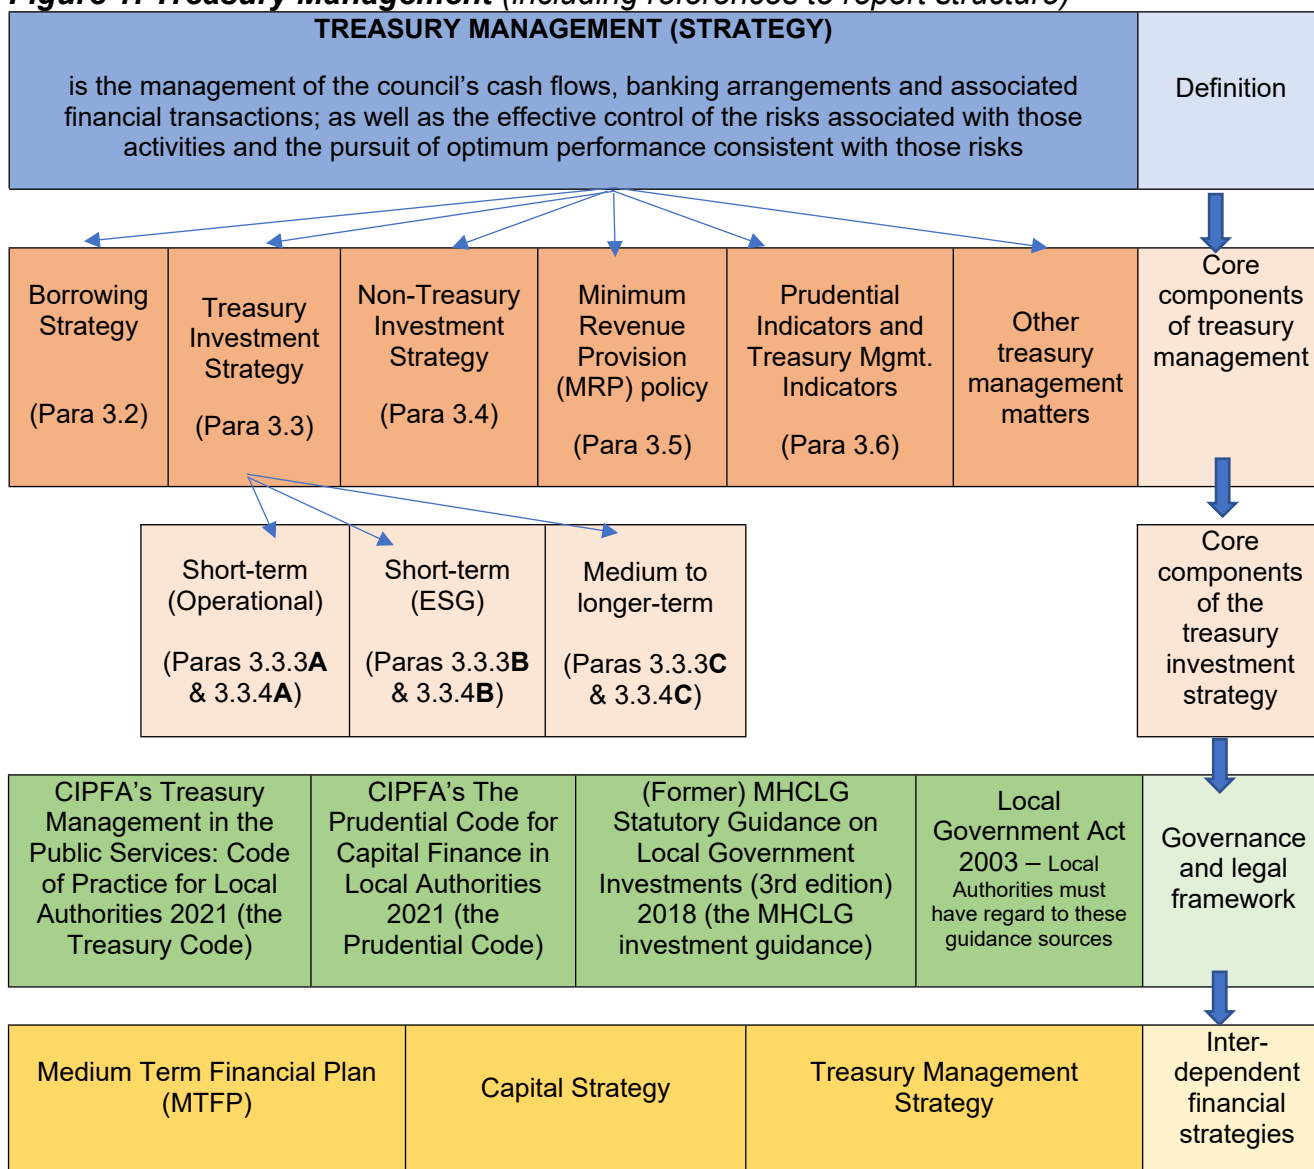 Figure 1: Treasury Management (including references to report structure)
TREASURY MANAGEMENT (STRATEGY)
is the management of the council's cash flows, banking arrangements and associated
financial transactions; as well as the effective control of the risks associated with those
activities and the pursuit of optimum performance consistent with those risks
Definition
Borrowing
Strategy
(Para 3.2)
Treasury
Investment
Strategy
(Para 3.3)
Non-Treasury
Investment
Strategy
(Para 3.4)
Minimum
Revenue
Provision
(MRP) policy
(Para 3.5)
Prudential
Indicators and
Treasury Mgmt.
Indicators
(Para 3.6)
Other
treasury
management
matters
Core
components
of treasury
management
Short-term
(Operational)
(Paras 3.3.3A
& 3.3.4A)
Short-term
(ESG)
(Paras 3.3.3B
& 3.3.4B)
Medium to
longer-term
(Paras 3.3.3C
& 3.3.4C)
Core
components
of the
treasury
investment
strategy
CIPFA's Treasury
Management in the
Public Services: Code
of Practice for Local
Authorities 2021 (the
Treasury Code)
CIPFA's The
Prudential Code for
Capital Finance in
Local Authorities
2021 (the
Prudential Code)
(Former) MHCLG
Statutory Guidance on
Local Government
Investments (3rd edition)
2018 (the MHCLG
investment guidance)
Local
Government Act
2003 – Local
Authorities must
have regard to these
guidance sources
Governance
and legal
framework
Medium Term Financial Plan
(MTFP)
Capital Strategy
Treasury Management
Strategy
Inter-
dependent
financial
strategies